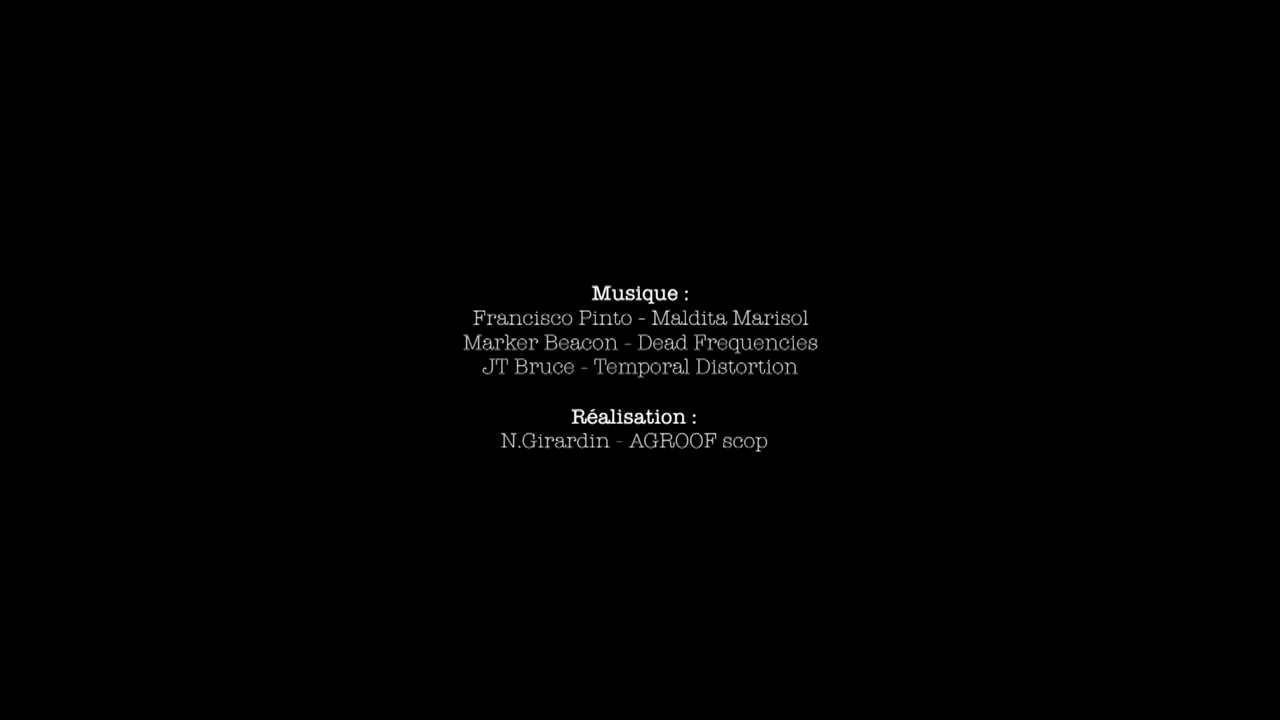 Musique :
Francisco Pinto - Maldita Marisol
Marker Beacon - Dead Frequencies
JT Bruce - Temporal Distortion
Réalisation :
N.Girardin - AGROOF scop